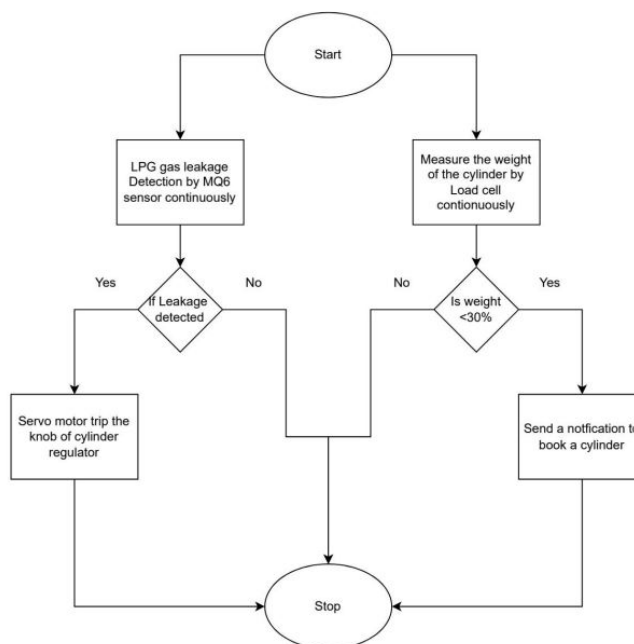 Start
LPG gas leakage
Detection by MQ6
sensor continuously
Measure the weight
of the cylinder by
Load cell
contionuously
Yes
If Leakage
detected
No
No
Is weight
<30%
Yes
Servo motor trip the
knob of cylinder
regulator
Send a notfication to
book a cylinder
Stop